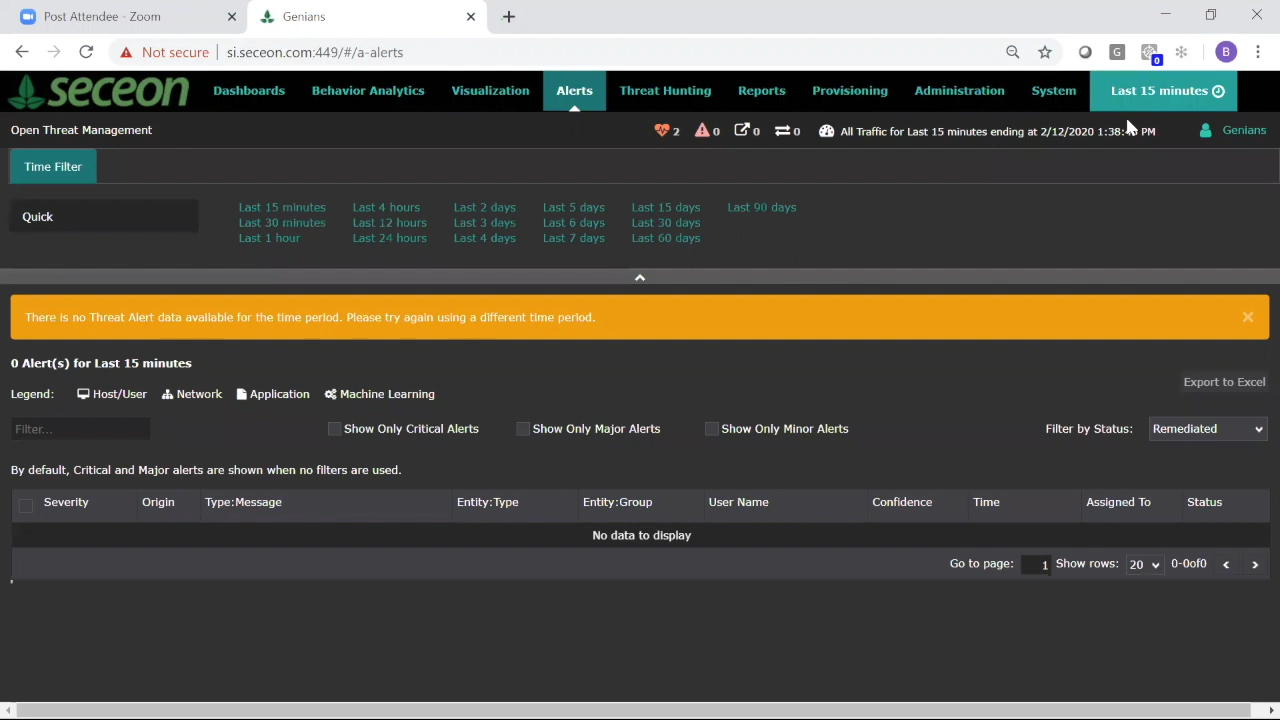 Post Attendee - Zoom
Genians
Not secure | si.seceon.com:449/#/a-alerts
G
0
B
seceon
Dashboards
Behavior Analytics
Visualization
Alerts
Threat Hunting
Reports
Provisioning
Administration
System
Last 15 minutes
Open Threat Management
2
0
0
0
All Traffic for Last 15 minutes ending at 2/12/2020 1:38:4 PM
Genians
Time Filter
Quick
Last 15 minutes
Last 4 hours
Last 2 days
Last 5 days
Last 15 days
Last 90 days
Last 30 minutes
Last 12 hours
Last 3 days
Last 6 days
Last 30 days
Last 1 hour
Last 24 hours
Last 4 days
Last 7 days
Last 60 days
There is no Threat Alert data available for the time period. Please try again using a different time period.
0 Alert(s) for Last 15 minutes
Export to Excel
Legend:
Host/User
Network
Application
Machine Learning
Filter...
Show Only Critical Alerts
Show Only Major Alerts
Show Only Minor Alerts
Filter by Status:
Remediated
By default, Critical and Major alerts are shown when no filters are used.
Severity
Origin
Type:Message
Entity:Type
Entity:Group
User Name
Confidence
Time
Assigned To
Status
No data to display
Go to page:
1
Show rows:
20
0-0of0